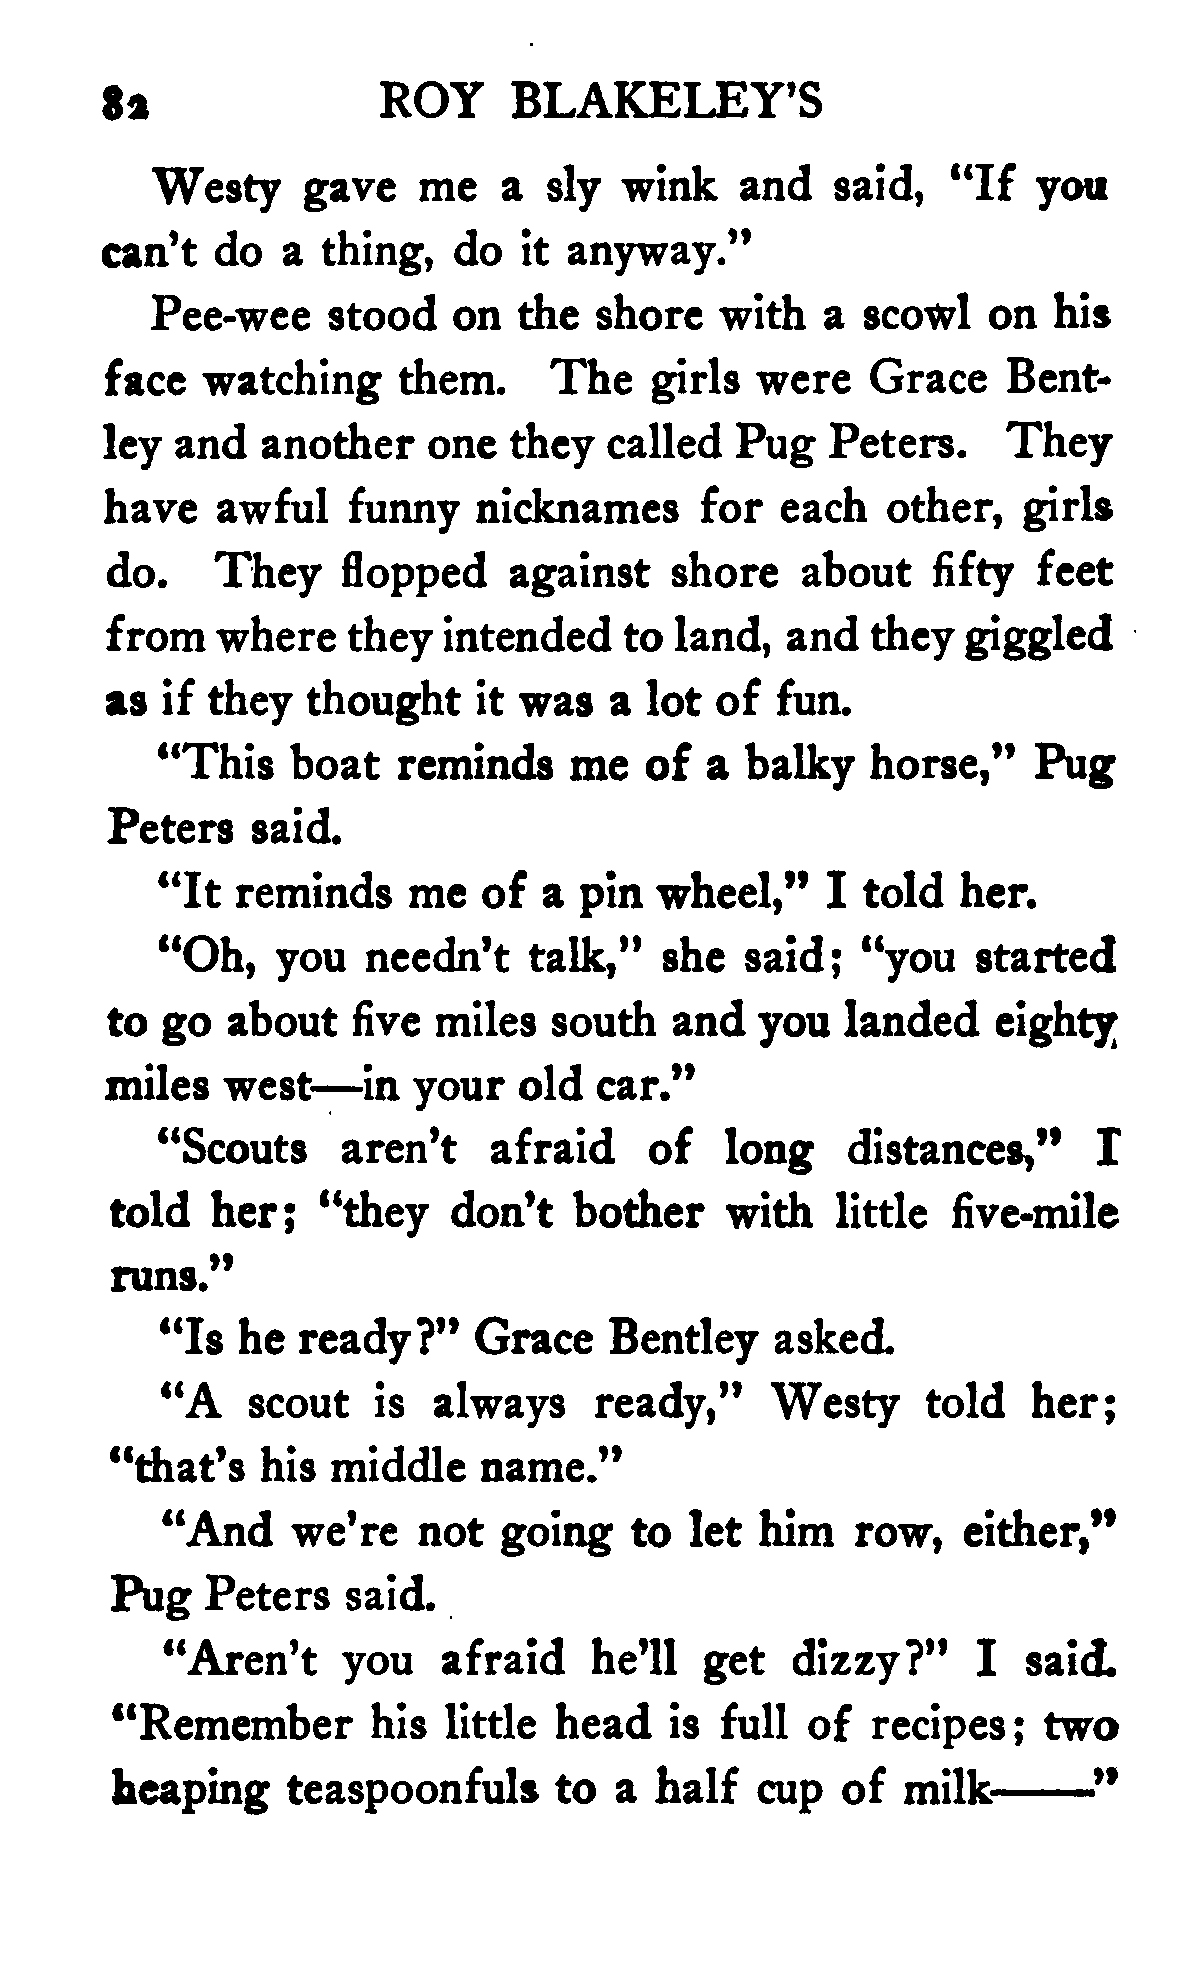 82 ROY BLAKELEY'S
Westy gave me a sly wink and said, "If you
can't do a thing, do it anyway."
Pee-wee stood on the shore with a scowl on his
face watching them. The girls were Grace Bent-
ley and another one they called Pug Peters. They
have awful funny nicknames for each other, girls
do. They flopped against shore about fifty feet
from where they intended to land, and they giggled
as if they thought it was a lot of fun.
"This boat reminds me of a balky horse," Pug
Peters said.
"It reminds me of a pin wheel," I told her.
"Oh, you needn't talk," she said; "you started
to go about five miles south and you landed eighty
miles west—in your old car."
"Scouts aren't afraid of long distances," I
told her; "they don't bother with little five-mile
runs."
"Is he ready?" Grace Bentley asked.
"A scout is always ready," Westy told her;
"that's his middle name."
"And we're not going to let him row, either,"
Pug Peters said.
"Aren't you afraid he'll get dizzy?" I said.
"Remember his little head is full of recipes; two
heaping teaspoonfuls to a half cup of milk——"